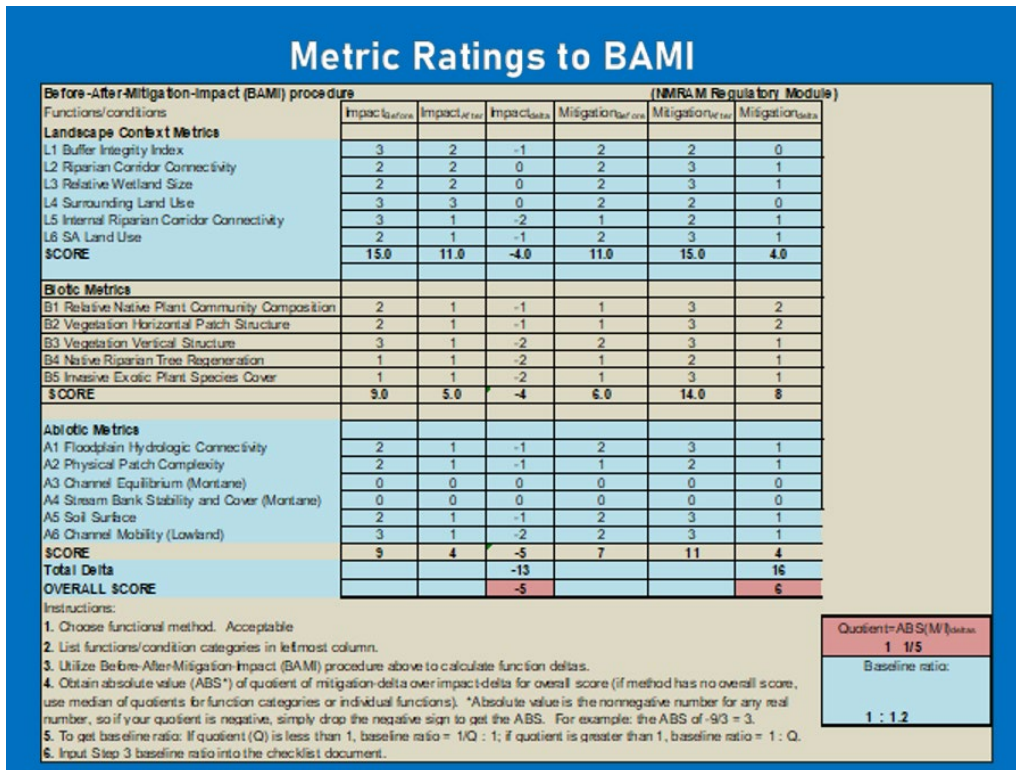 Metric Ratings to BAMI
Before-After-Mitigation-Impact (BAMI) procedure (NMRAM Regulatory Module)
Functions/conditions ImpactBefore ImpactAfter Impactdelta MitigationBefore MitigationAfter Mitigationdelta
Landscape Context Metrics
L1 Buffer Integrity Index 3 2 -1 2 2 0
L2 Riparian Corridor Connectivity 2 2 0 2 3 1
L3 Relative Wetland Size 2 2 0 2 3 1
L4 Surrounding Land Use 3 3 0 2 2 0
L5 Internal Riparian Corridor Connectivity 3 1 -2 1 2 1
L6 SA Land Use 2 1 -1 2 3 1
SCORE 15.0 11.0 -4.0 11.0 15.0 4.0
Biotic Metrics
B1 Relative Native Plant Community Composition 2 1 -1 1 3 2
B2 Vegetation Horizontal Patch Structure 2 1 -1 1 3 2
B3 Vegetation Vertical Structure 3 1 -2 2 3 1
B4 Native Riparian Tree Regeneration 1 1 -2 1 2 1
B5 Invasive Exotic Plant Species Cover 1 1 -2 1 3 1
SCORE 9.0 5.0 -4 6.0 14.0 8
Abiotic Metrics
A1 Floodplain Hydrologic Connectivity 2 1 -1 2 3 1
A2 Physical Patch Complexity 2 1 -1 1 2 1
A3 Channel Equilibrium (Montane) 0 0 0 0 0 0
A4 Stream Bank Stability and Cover (Montane) 0 0 0 0 0 0
A5 Soil Surface 2 1 -1 2 3 1
A6 Channel Mobility (Lowland) 3 1 -2 2 3 1
SCORE 9 4 -5 7 11 4
Total Delta -13 16
OVERALL SCORE -5 6
Instructions:
1. Choose functional method. Acceptable
2. List functions/condition categories in leftmost column.
3. Utilize Before-After-Mitigation-Impact (BAMI) procedure above to calculate function deltas.
4. Obtain absolute value (ABS*) of quotient of mitigation-delta over impact-delta for overall score (if method has no overall score,
use median of quotients for function categories or individual functions). *Absolute value is the nonnegative number for any real
number, so if your quotient is negative, simply drop the negative sign to get the ABS. For example: the ABS of -9/3 = 3.
5. To get baseline ratio: If quotient (Q) is less than 1, baseline ratio = 1/Q : 1; if quotient is greater than 1, baseline ratio = 1 : Q.
6. Input Step 3 baseline ratio into the checklist document.
Quotient=ABS(M/I)deltas
1 1/5
Baseline ratio:
1 : 1.2